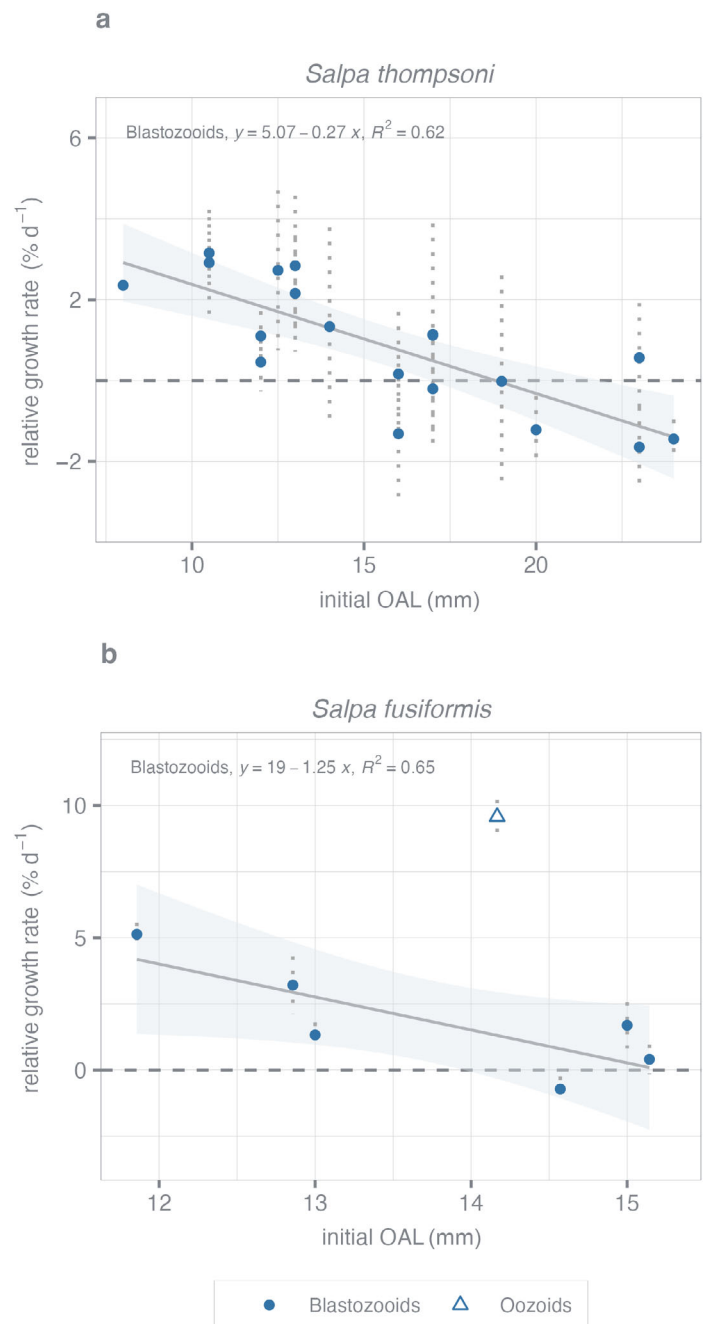 a
Salpa thompsoni
Blastozooids, y = 5.07 – 0.27 x, R² = 0.62
6
2
−2
relative growth rate (% d⁻¹)
10 15 20
initial OAL (mm)
b
Salpa fusiformis
Blastozooids, y = 19 – 1.25 x, R² = 0.65
10
5
0
relative growth rate (% d⁻¹)
12 13 14 15
initial OAL (mm)
Blastozooids Oozoids